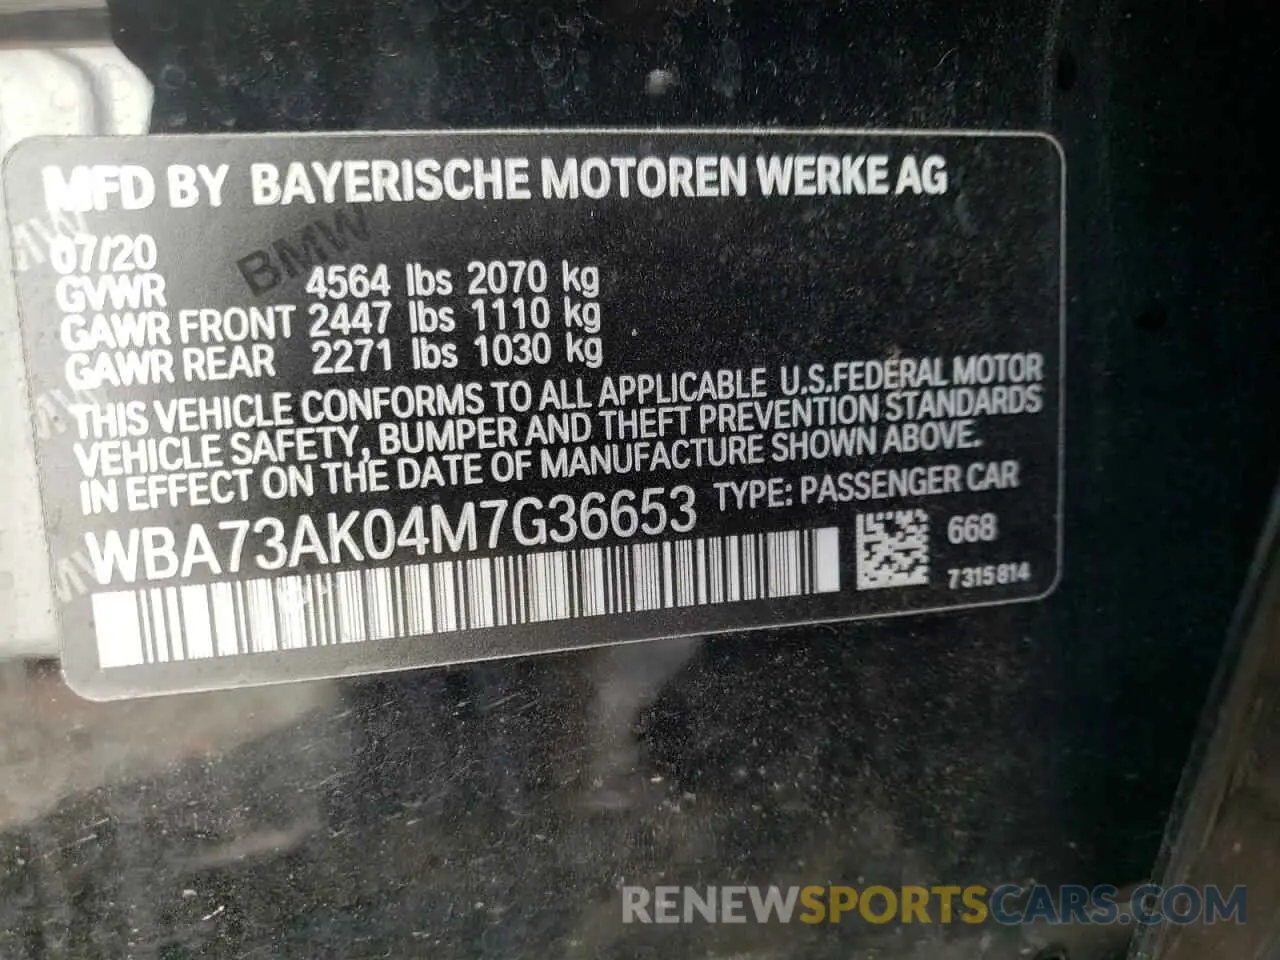 MFD BY BAYERISCHE MOTOREN WERKE AG
07/20
GVWR 4564 lbs 2070 kg
GAWR FRONT 2447 lbs 1110 kg
GAWR REAR 2271 lbs 1030 kg
THIS VEHICLE CONFORMS TO ALL APPLICABLE U.S.FEDERAL MOTOR
VEHICLE SAFETY, BUMPER AND THEFT PREVENTION STANDARDS
IN EFFECT ON THE DATE OF MANUFACTURE SHOWN ABOVE.
WBA73AK04M7G36653 TYPE: PASSENGER CAR
668
7315814
BMW
BMW
RENEWSPORTSCARS.COM